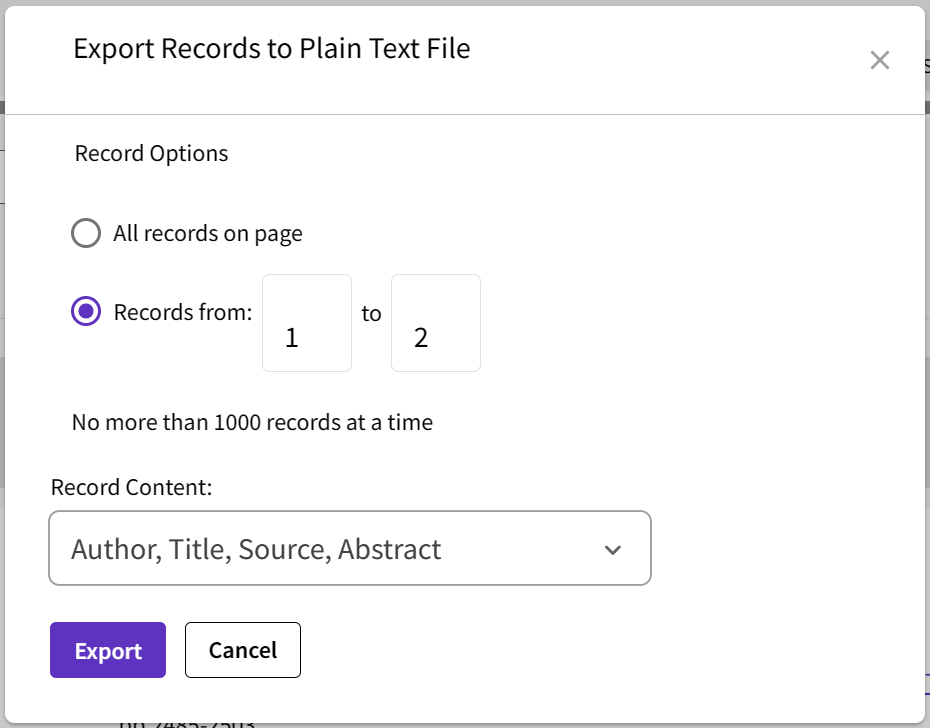 Export Records to Plain Text File
Record Options
All records on page
Records from: 1 to 2
No more than 1000 records at a time
Record Content:
Author, Title, Source, Abstract
Export Cancel